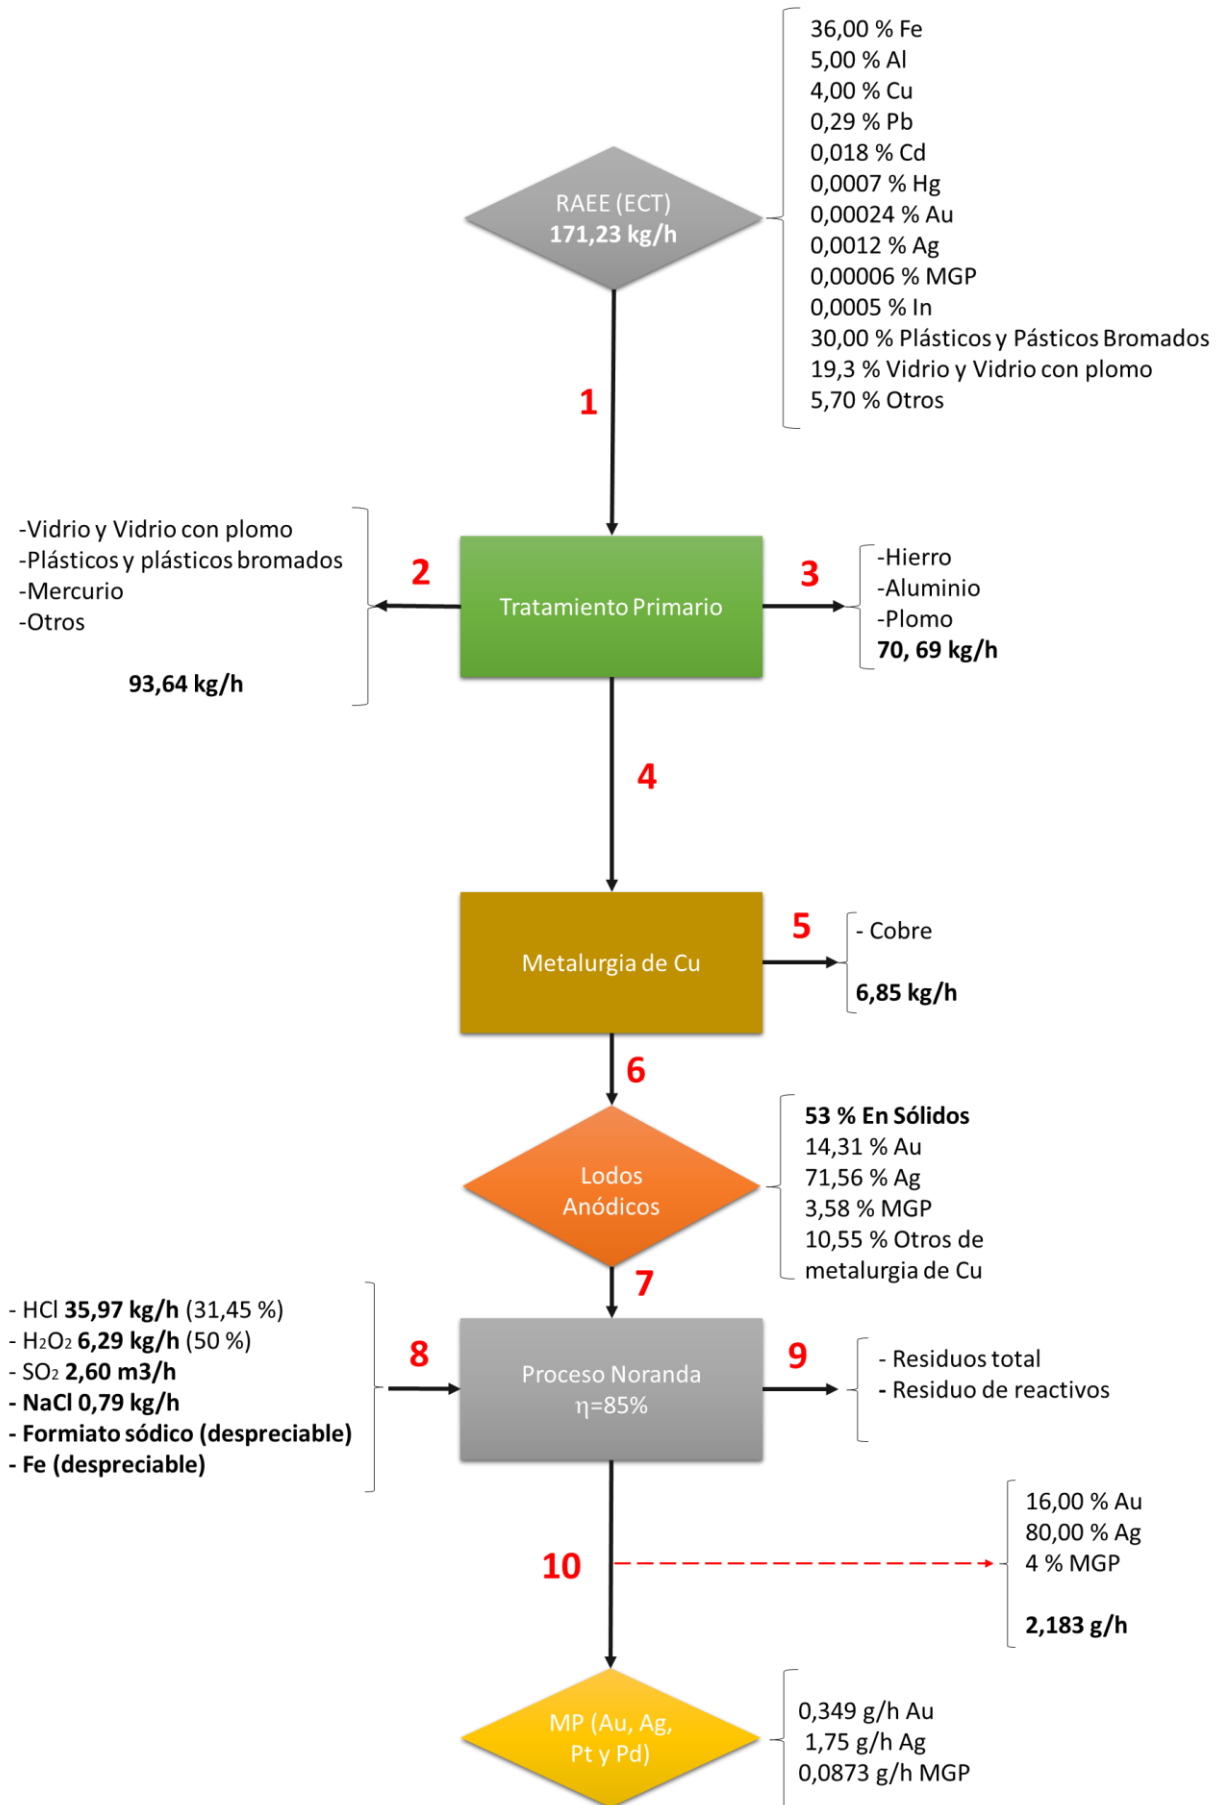 36,00 % Fe
5,00 % Al
4,00 % Cu
0,29 % Pb
0,018 % Cd
0,0007 % Hg
0,00024 % Au
0,0012 % Ag
0,00006 % MGP
0,0005 % In
30,00 % Plásticos y Pásticos Bromados
19,3 % Vidrio y Vidrio con plomo
5,70 % Otros
RAEE (ECT)
171,23 kg/h
1
-Vidrio y Vidrio con plomo
-Plásticos y plásticos bromados
-Mercurio
-Otros
93,64 kg/h
2
Tratamiento Primario
3
-Hierro
-Aluminio
-Plomo
70, 69 kg/h
4
Metalurgia de Cu
5
- Cobre
6,85 kg/h
6
Lodos
Anódicos
53 % En Sólidos
14,31 % Au
71,56 % Ag
3,58 % MGP
10,55 % Otros de
metalurgia de Cu
7
- HCl 35,97 kg/h (31,45 %)
- H2O2 6,29 kg/h (50 %)
- SO2 2,60 m3/h
- NaCl 0,79 kg/h
- Formiato sódico (despreciable)
- Fe (despreciable)
8
Proceso Noranda
η=85%
9
- Residuos total
- Residuo de reactivos
10
16,00 % Au
80,00 % Ag
4 % MGP
2,183 g/h
MP (Au, Ag,
Pt y Pd)
0,349 g/h Au
1,75 g/h Ag
0,0873 g/h MGP